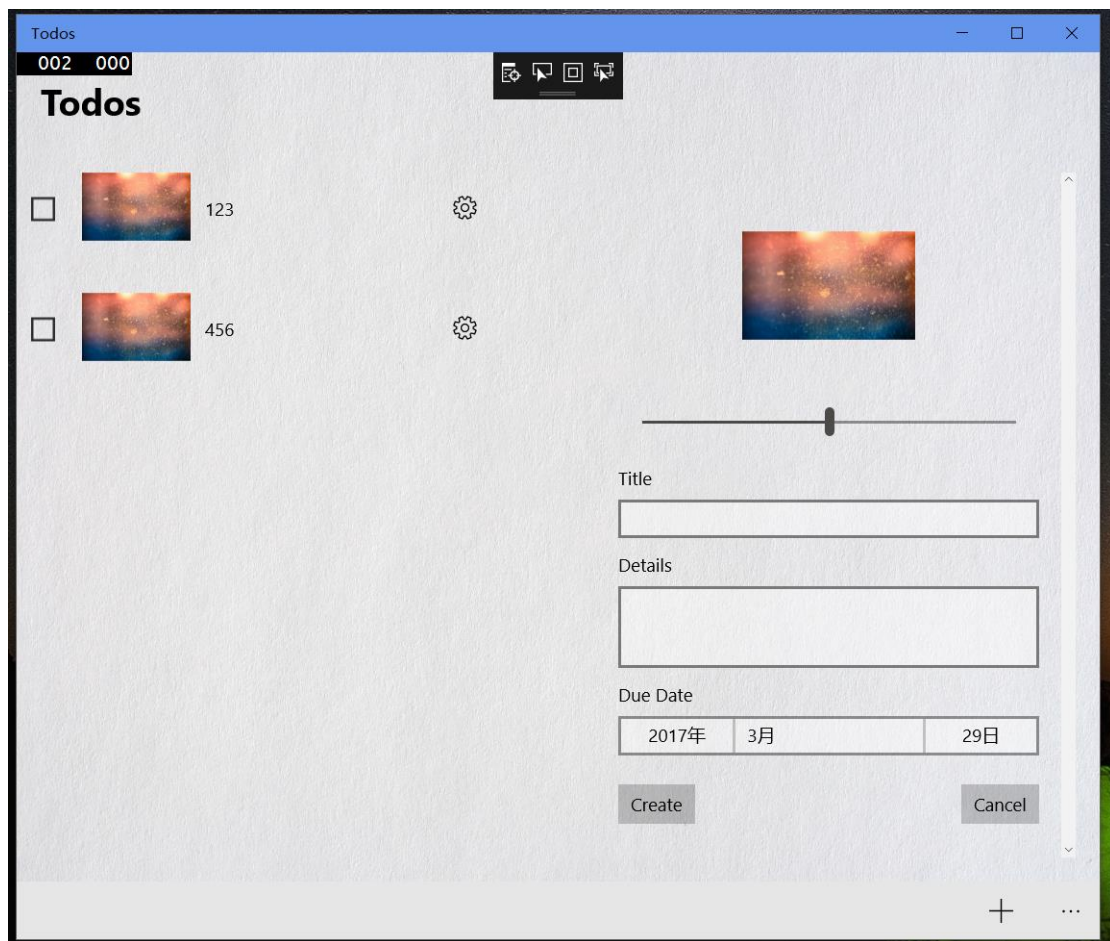 Todos
002 000
Todos
123
456
Title
Details
Due Date
2017年 3月 29日
Create Cancel